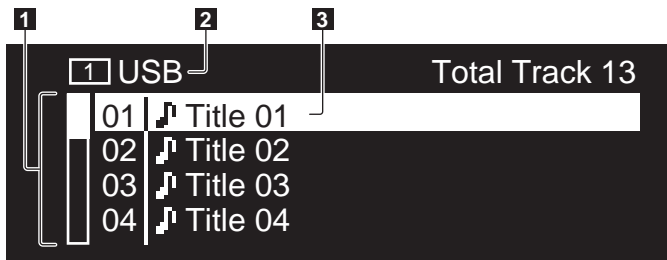 1 2 3
1 USB Total Track 13
01 Title 01
02 Title 02
03 Title 03
04 Title 04